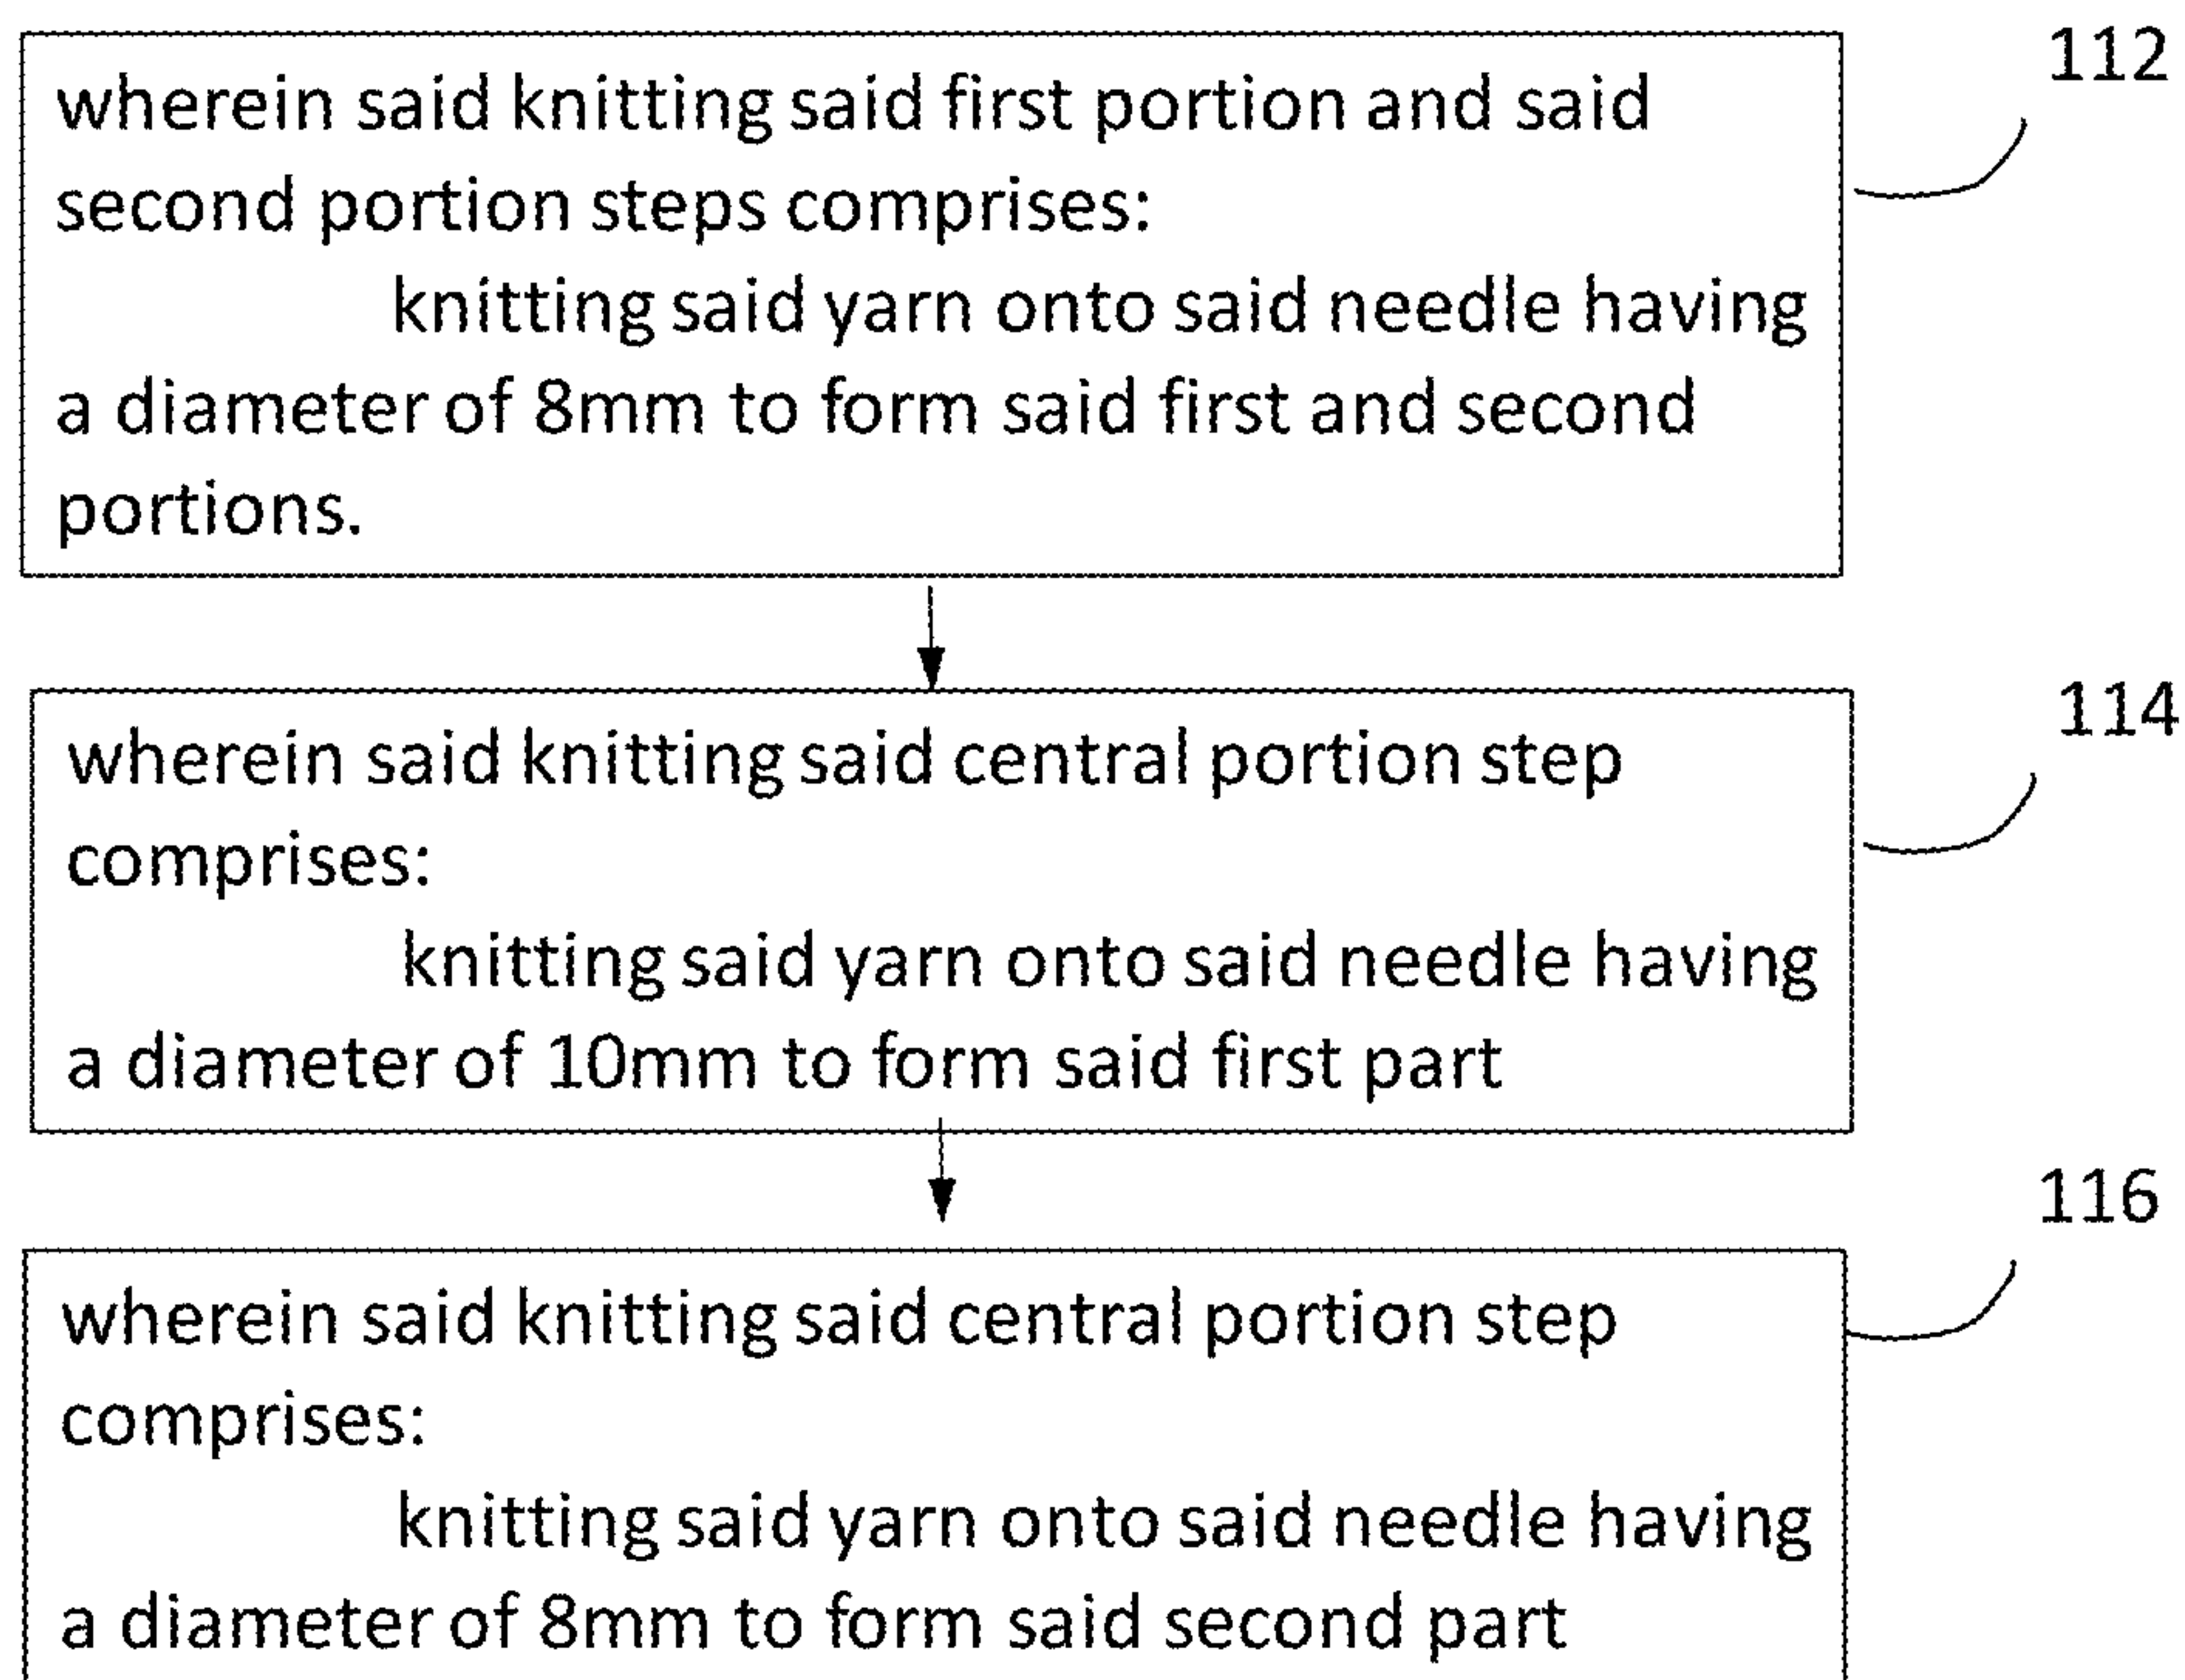 112
wherein said knitting said first portion and said
second portion steps comprises:
knitting said yarn onto said needle having
a diameter of 8mm to form said first and second
portions.
114
wherein said knitting said central portion step
comprises:
knitting said yarn onto said needle having
a diameter of 10mm to form said first part
116
wherein said knitting said central portion step
comprises:
knitting said yarn onto said needle having
a diameter of 8mm to form said second part